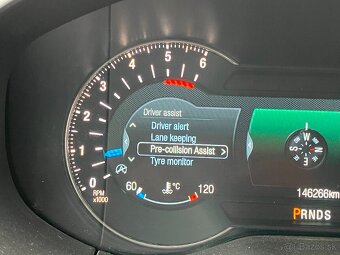 6
5
4
3
2
1
0
RPM
x1000
Driver assist
Driver alert
Lane keeping
Pre-collision Assist
Tyre monitor
60
°C
120
W
146266km
PRNDS